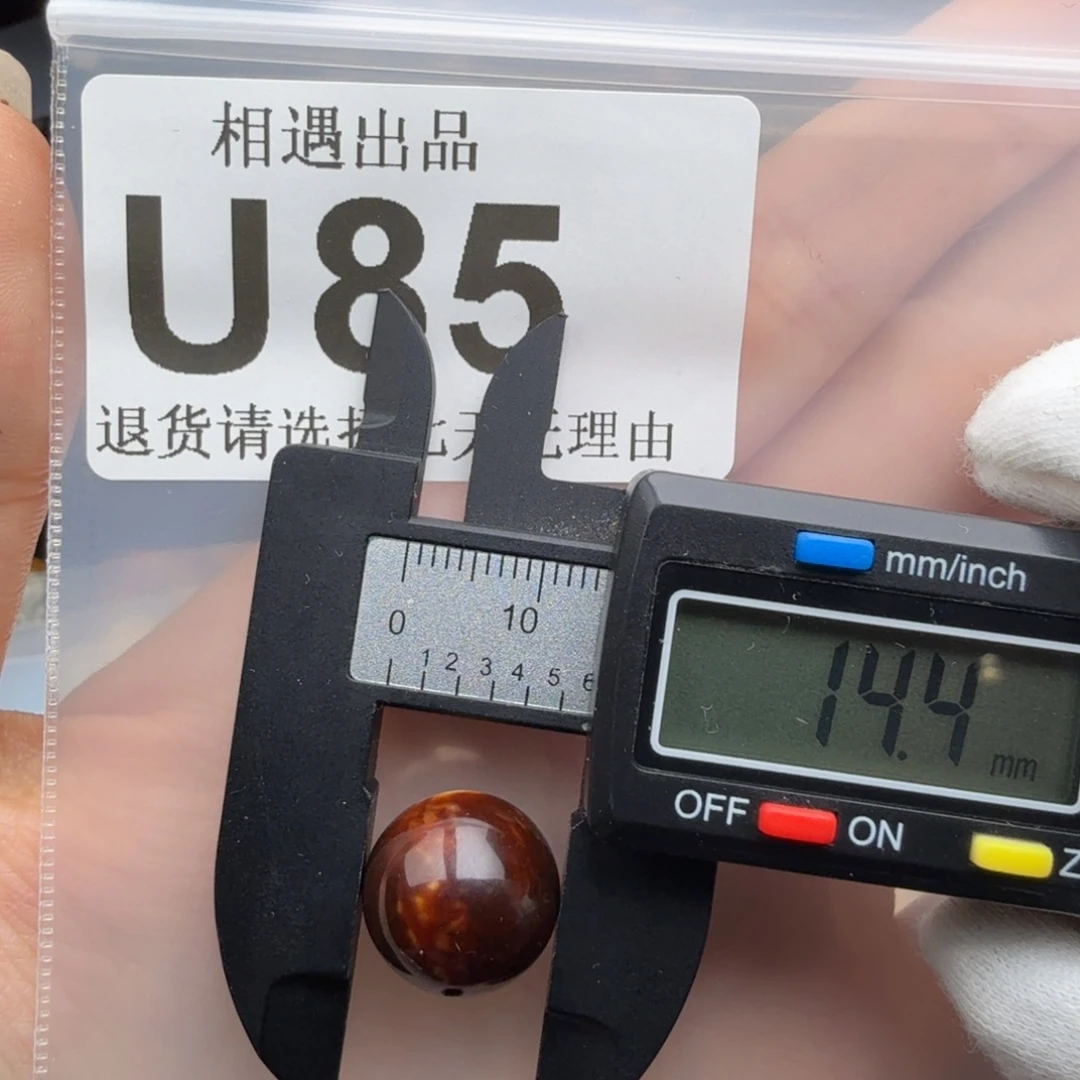 相遇出品
U85
退货请选择 无 理由
mm/inch
0 10
1 2 3 4 5 6
14.4 mm
OFF ON Z